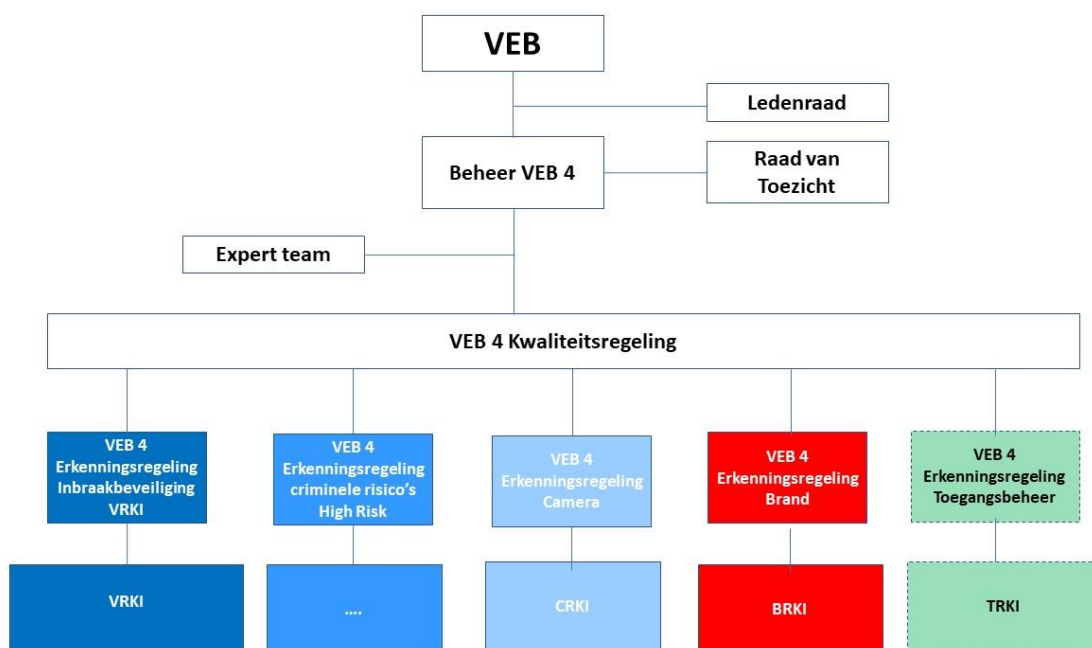 VEB
Ledenraad
Beheer VEB 4
Raad van
Toezicht
Expert team
VEB 4 Kwaliteitsregeling
VEB 4
Erkenningsregeling
Inbraakbeveiliging
VRKI
VEB 4
Erkenningsregeling
criminele risico's
High Risk
VEB 4
Erkenningsregeling
Camera
VEB 4
Erkenningsregeling
Brand
VEB 4
Erkenningsregeling
Toegangsbeheer
VRKI
....
CRKI
BRKI
TRKI